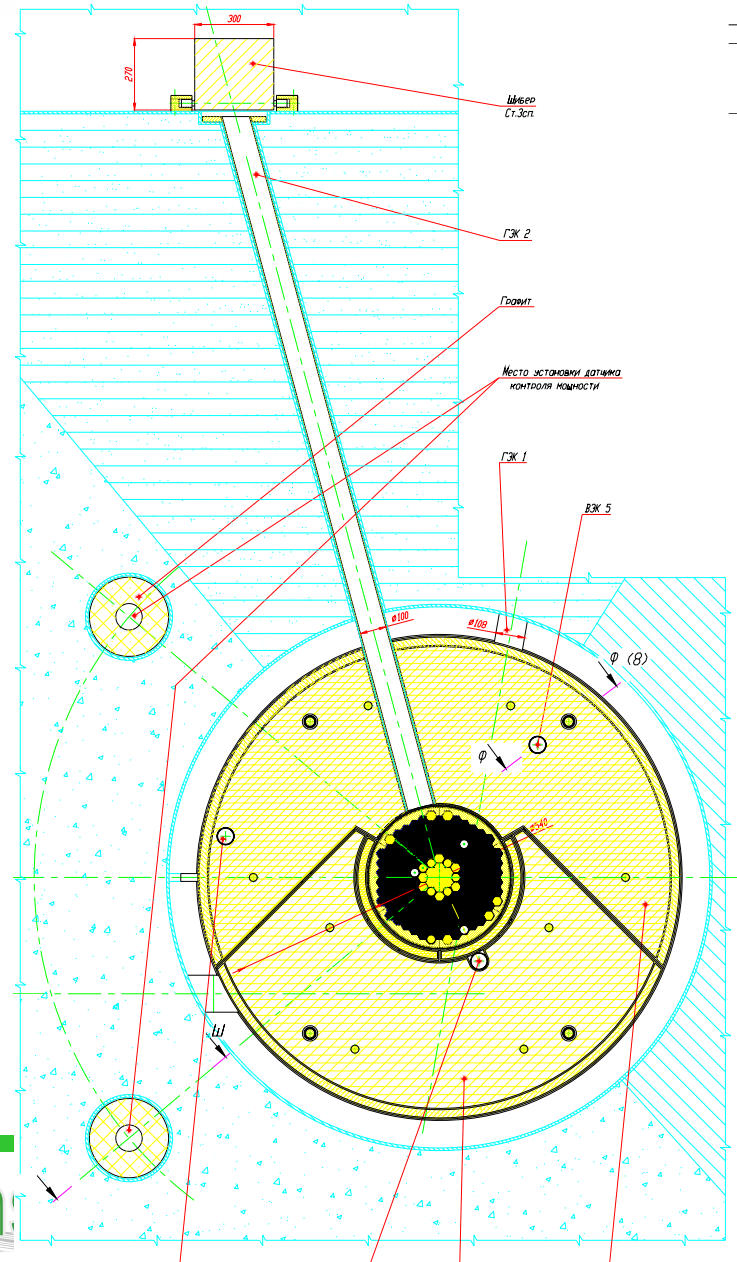 300
270
Шибер
Ст.3сп.
ГЭК 2
Графит
Место установки датчика
контроля мощности
ГЭК 1
ВЭК 5
ø100
ø108
Ф (8)
Ф
ø540
Ш